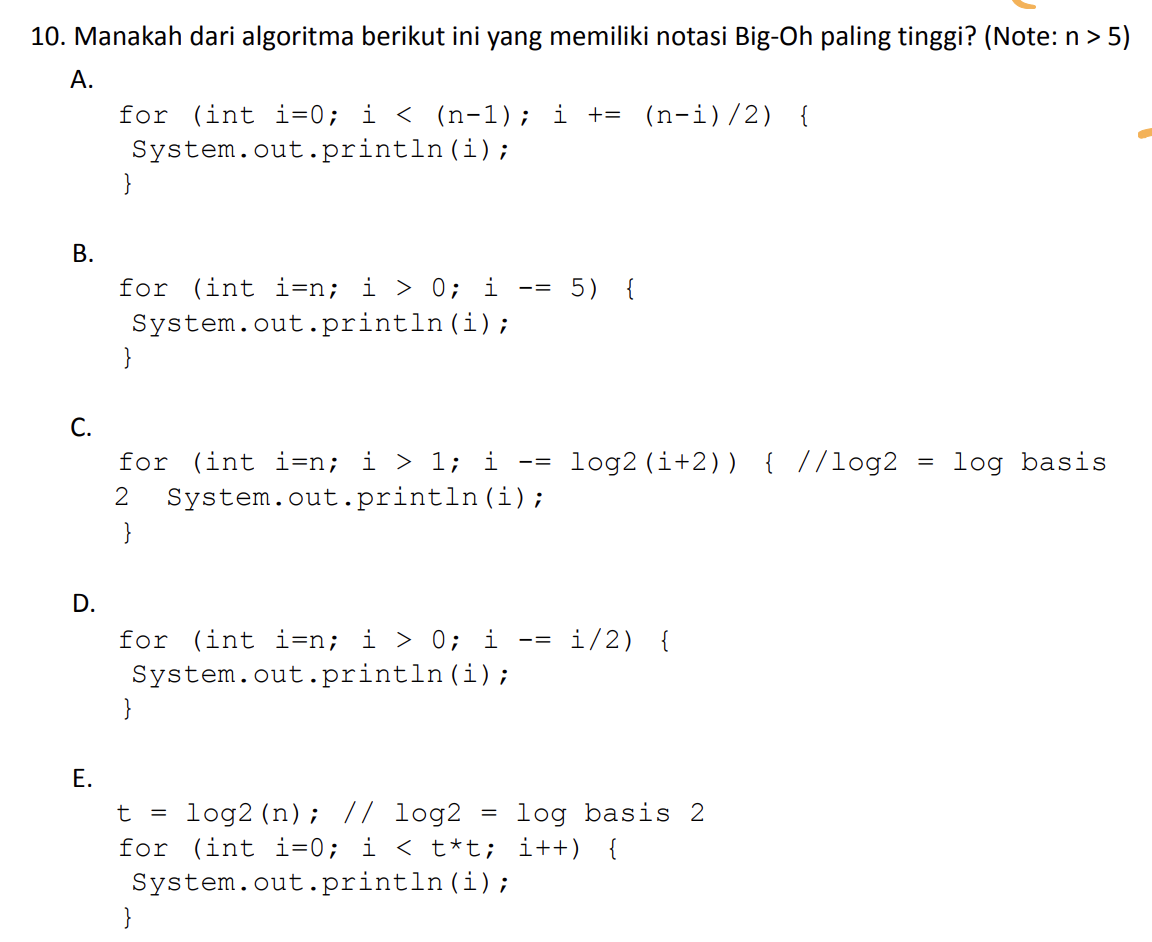 10. Manakah dari algoritma berikut ini yang memiliki notasi Big-Oh paling tinggi? (Note: n > 5)
A.
for (int i=0; i < (n-1); i += (n-i)/2) {
System.out.println(i);
}
B.
for (int i=n; i > 0; i -= 5) {
System.out.println(i);
}
C.
for (int i=n; i > 1; i -= log2(i+2)) { //log2 = log basis
2 System.out.println(i);
}
D.
for (int i=n; i > 0; i -= i/2) {
System.out.println(i);
}
E.
t = log2(n); // log2 = log basis 2
for (int i=0; i < t*t; i++) {
System.out.println(i);
}